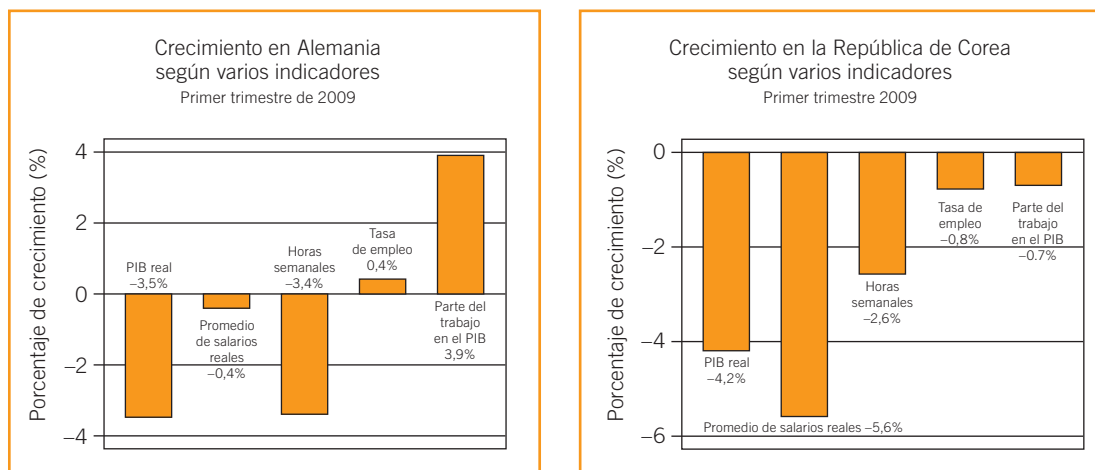 Crecimiento en Alemania
según varios indicadores
Primer trimestre de 2009
Porcentaje de crecimiento (%)
4
2
0
–2
–4
PIB real
–3,5%
Promedio
de salarios
reales
–0,4%
Horas
semanales
–3,4%
Tasa
de empleo
0,4%
Parte del
trabajo
en el PIB
3,9%
Crecimiento en la República de Corea
según varios indicadores
Primer trimestre 2009
Porcentaje de crecimiento (%)
0
–2
–4
–6
PIB real
–4,2%
Promedio de salarios reales –5,6%
Horas
semanales
–2,6%
Tasa de
empleo
–0,8%
Parte del
trabajo
en el PIB
–0.7%